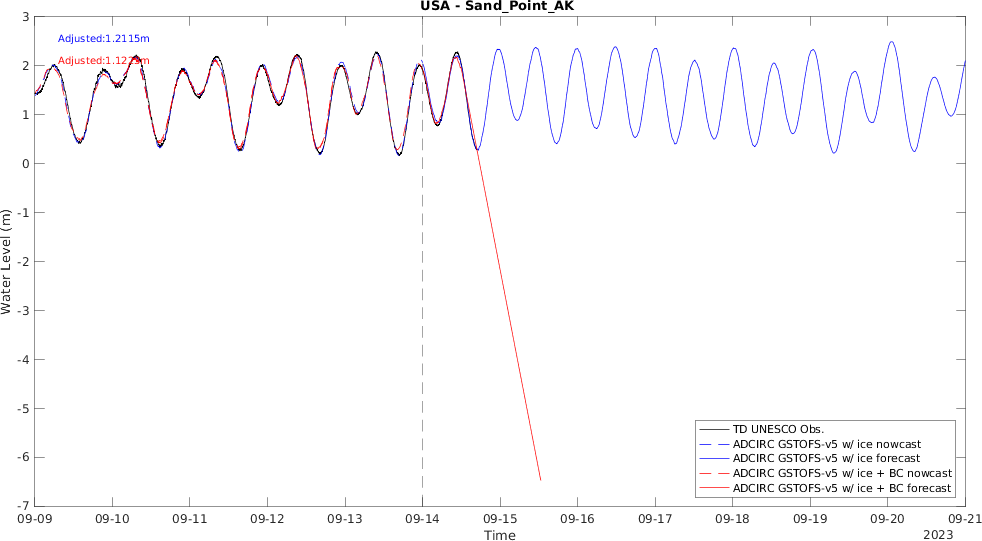 USA - Sand_Point_AK
Adjusted:1.2115m
3
2
1
0
-1
-2
-3
-4
-5
-6
-7
Water Level (m)
TD UNESCO Obs.
ADCIRC GSTOFS-v5 w/ ice nowcast
ADCIRC GSTOFS-v5 w/ ice forecast
ADCIRC GSTOFS-v5 w/ ice + BC nowcast
ADCIRC GSTOFS-v5 w/ ice + BC forecast
09-09 09-10 09-11 09-12 09-13 09-14 09-15 09-16 09-17 09-18 09-19 09-20 09-21
Time
2023